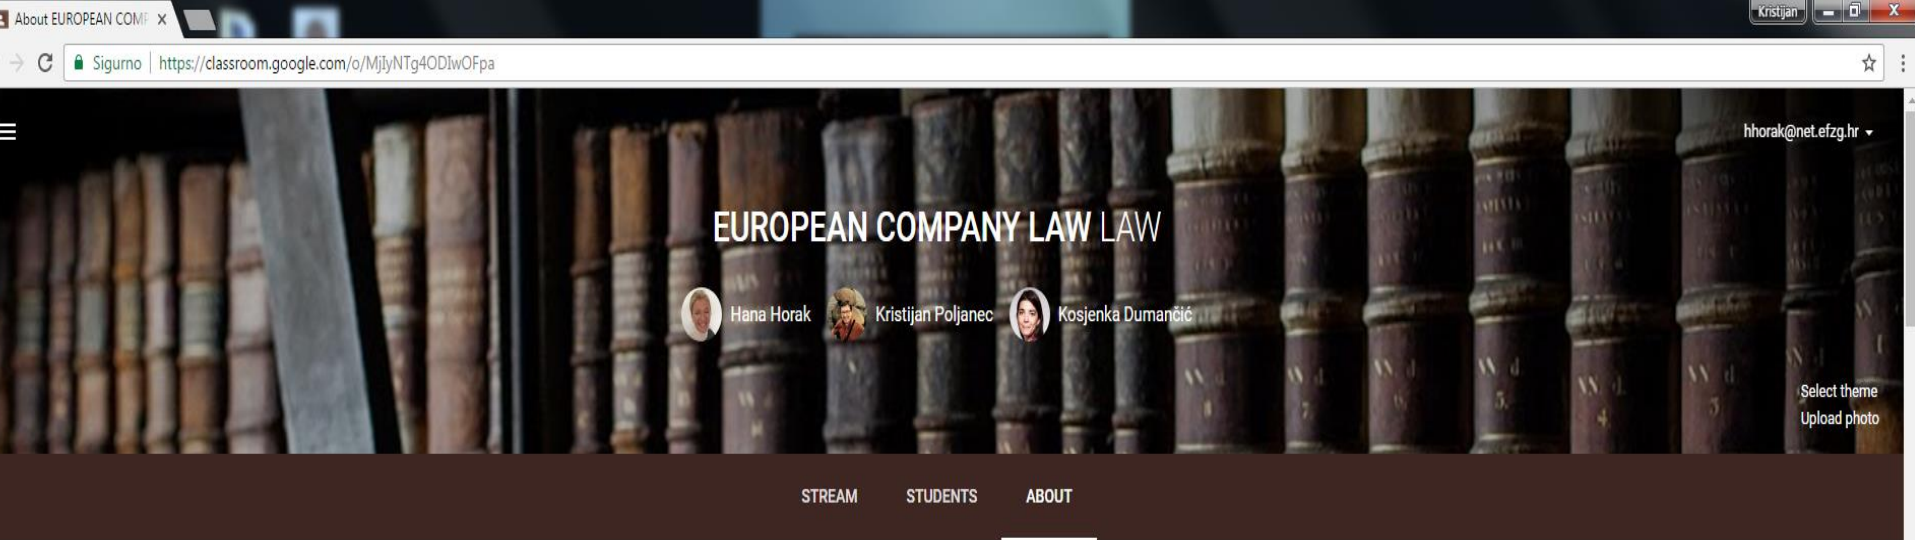 About EUROPEAN COMP
Kristijan
Sigurno https://classroom.google.com/o/MjIyNTg4ODIwOFpa
hhorak@net.efzg.hr
EUROPEAN COMPANY LAW LAW
Hana Horak Kristijan Poljanec Kosjenka Dumančić
Select theme
Upload photo
STREAM STUDENTS ABOUT